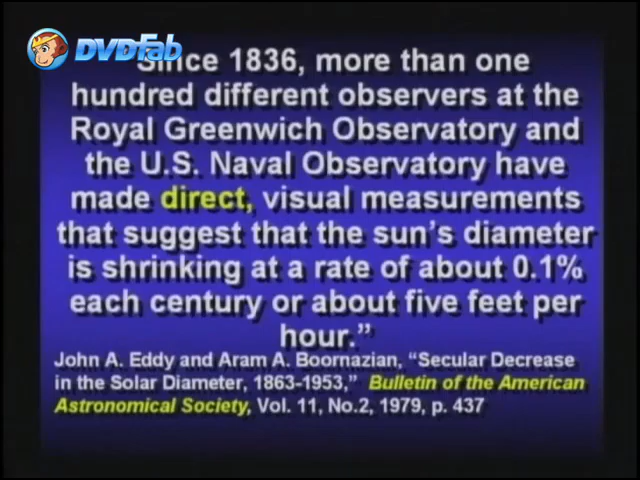 DVDFab
Since 1836, more than one
hundred different observers at the
Royal Greenwich Observatory and
the U.S. Naval Observatory have
made direct, visual measurements
that suggest that the sun's diameter
is shrinking at a rate of about 0.1%
each century or about five feet per
hour.”
John A. Eddy and Aram A. Boornazian, “Secular Decrease
in the Solar Diameter, 1863-1953,” Bulletin of the American
Astronomical Society, Vol. 11, No.2, 1979, p. 437